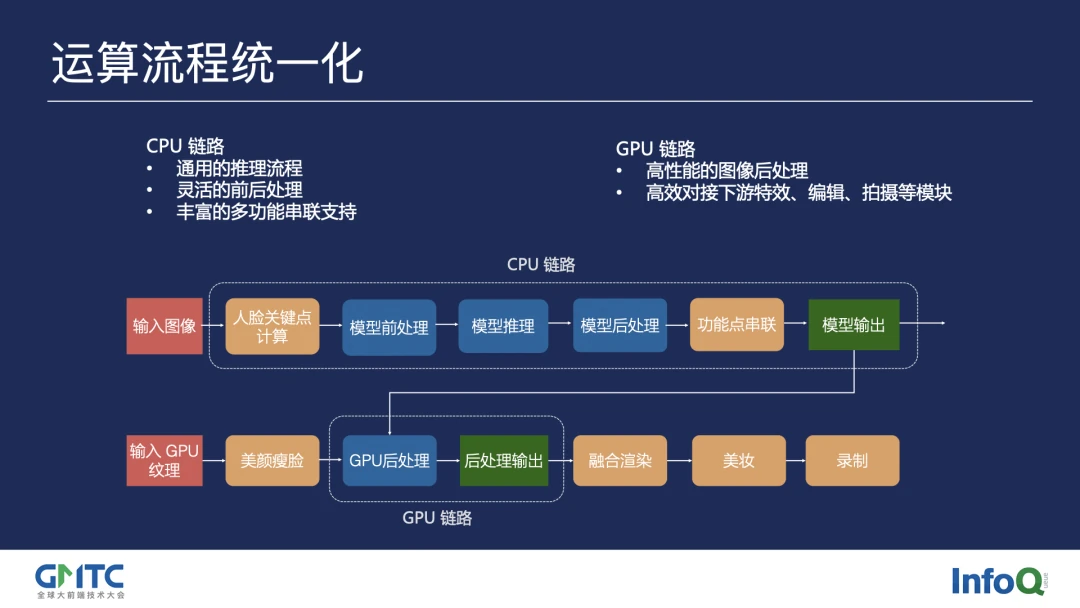 运算流程统一化
CPU 链路
• 通用的推理流程
• 灵活的前后处理
• 丰富的多功能串联支持
GPU 链路
• 高性能的图像后处理
• 高效对接下游特效、编辑、拍摄等模块
CPU 链路
输入图像
人脸关键点
计算
模型前处理
模型推理
模型后处理
功能点串联
模型输出
输入 GPU
纹理
美颜瘦脸
GPU后处理
后处理输出
融合渲染
美妆
录制
GPU 链路
GMTC
全球大前端技术大会
InfoQ
ueue